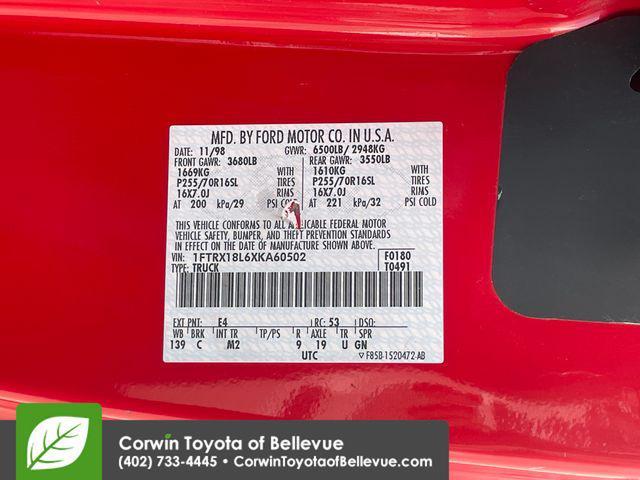 MFD. BY FORD MOTOR CO. IN U.S.A.
DATE: 11/98 GVWR: 6500LB/ 2948KG
FRONT GAWR: 3680LB REAR GAWR: 3550LB
1669KG WITH 1610KG WITH
P255/70R16SL TIRES P255/70R16SL TIRES
16X7.0J RIMS 16X7.0J RIMS
AT 200 kPa/29 PSI COLD AT 221 kPa/32 PSI COLD
THIS VEHICLE CONFORMS TO ALL APPLICABLE FEDERAL MOTOR
VEHICLE SAFETY, BUMPER, AND THEFT PREVENTION STANDARDS
IN EFFECT ON THE DATE OF MANUFACTURE SHOWN ABOVE.
VIN: 1FTRX18L6XKA60502 F0180
TYPE: TRUCK T0491
EXT PNT: E4 RC: 53 DSO:
WB BRK INT TR TP/PS R AXLE TR SPR
139 C M2 9 19 U GN
UTC ▽ F85B-1520472-AB
Corwin Toyota of Bellevue
(402) 733-4445 • CorwinToyotaofBellevue.com